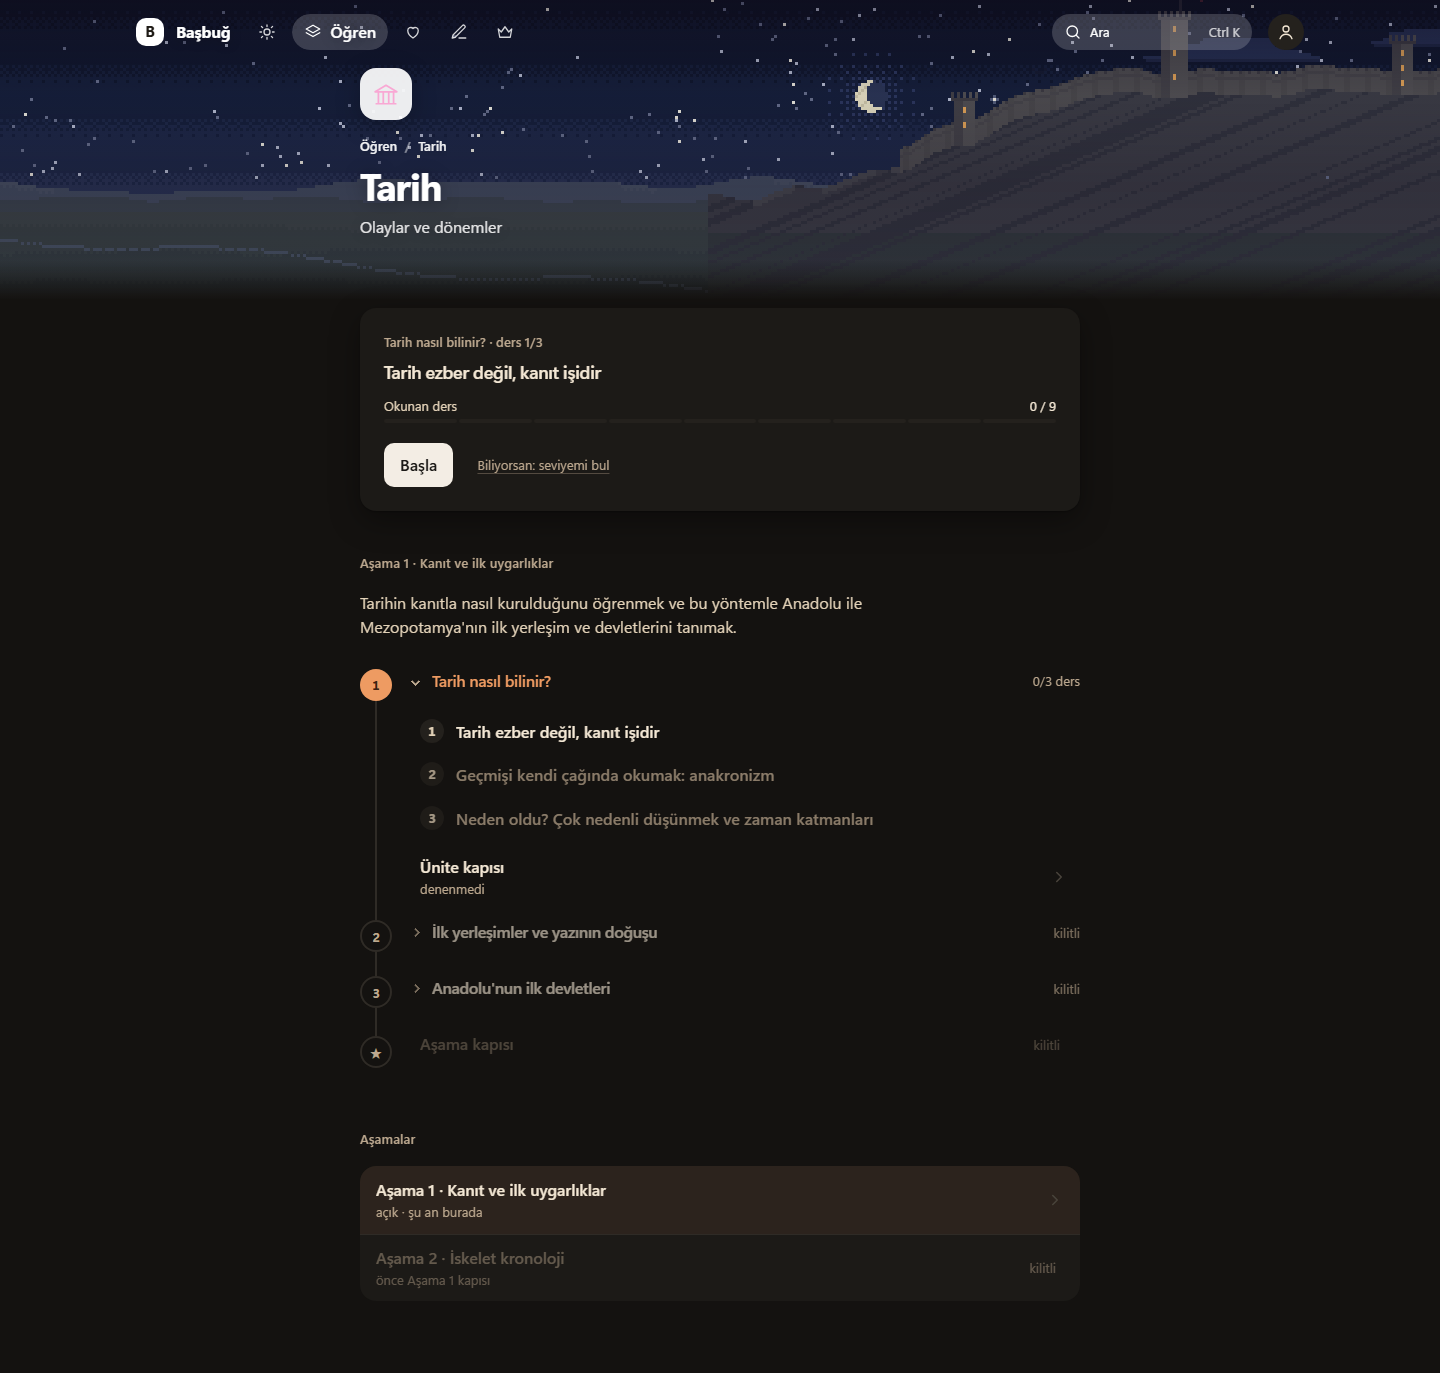 B Başbuğ Öğren Ara Ctrl K
Öğren / Tarih
Tarih
Olaylar ve dönemler
Tarih nasıl bilinir? · ders 1/3
Tarih ezber değil, kanıt işidir
Okunan ders 0 / 9
Başla Biliyorsan: seviyemi bul
Aşama 1 · Kanıt ve ilk uygarlıklar
Tarihin kanıtla nasıl kurulduğunu öğrenmek ve bu yöntemle Anadolu ile
Mezopotamya'nın ilk yerleşim ve devletlerini tanımak.
1 Tarih nasıl bilinir? 0/3 ders
1 Tarih ezber değil, kanıt işidir
2 Geçmişi kendi çağında okumak: anakronizm
3 Neden oldu? Çok nedenli düşünmek ve zaman katmanları
Ünite kapısı
denenmedi
2 İlk yerleşimler ve yazının doğuşu kilitli
3 Anadolu'nun ilk devletleri kilitli
Aşama kapısı kilitli
Aşamalar
Aşama 1 · Kanıt ve ilk uygarlıklar
açık · şu an burada
Aşama 2 · İskelet kronoloji kilitli
önce Aşama 1 kapısı